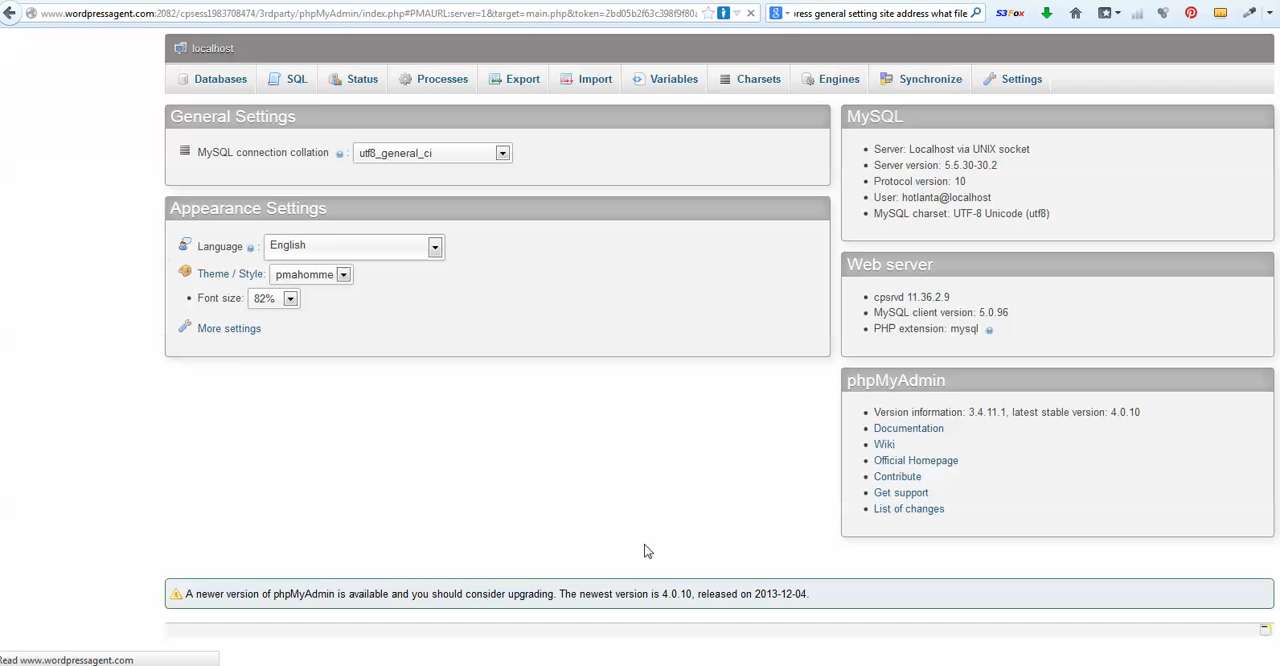 www.wordpressagent.com:2082/cpsess1983708474/3rdparty/phpMyAdmin/index.php#PMAURL:server=1&target=main.php&token=2bd05b2f63c398f9f80a
ress general setting site address what file
S3Fox
localhost
Databases SQL Status Processes Export Import Variables Charsets Engines Synchronize Settings
General Settings
MySQL connection collation : utf8_general_ci
Appearance Settings
Language : English
Theme / Style: pmahomme
• Font size: 82%
More settings
MySQL
• Server: Localhost via UNIX socket
• Server version: 5.5.30-30.2
• Protocol version: 10
• User: hotlanta@localhost
• MySQL charset: UTF-8 Unicode (utf8)
Web server
• cpsrvd 11.36.2.9
• MySQL client version: 5.0.96
• PHP extension: mysql
phpMyAdmin
• Version information: 3.4.11.1, latest stable version: 4.0.10
• Documentation
• Wiki
• Official Homepage
• Contribute
• Get support
• List of changes
A newer version of phpMyAdmin is available and you should consider upgrading. The newest version is 4.0.10, released on 2013-12-04.
Read www.wordpressagent.com